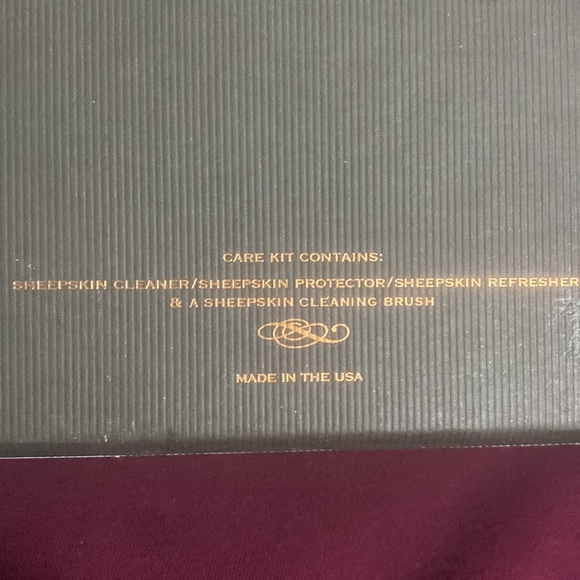 CARE KIT CONTAINS:
SHEEPSKIN CLEANER/SHEEPSKIN PROTECTOR/SHEEPSKIN REFRESHER
& A SHEEPSKIN CLEANING BRUSH
MADE IN THE USA